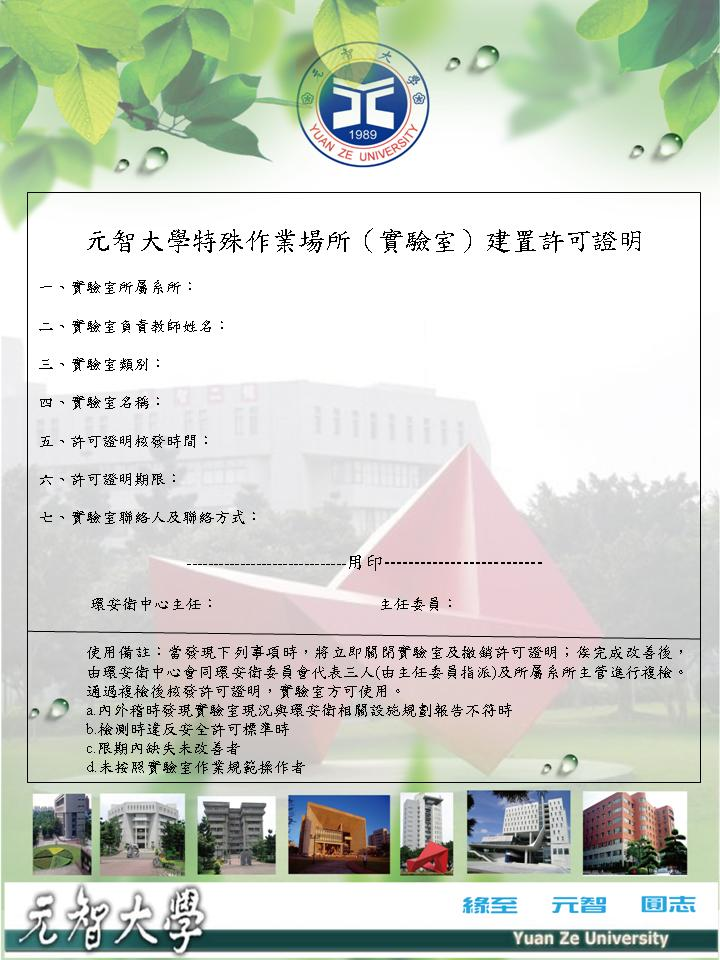 元智大學
1989
YUAN ZE UNIVERSITY
元智大學特殊作業場所（實驗室）建置許可證明
一、實驗室所屬系所：
二、實驗室負責教師姓名：
三、實驗室類別：
四、實驗室名稱：
五、許可證明核發時間：
六、許可證明期限：
七、實驗室聯絡人及聯絡方式：
-----------------------------用印--------------------------
環安衛中心主任： 主任委員：
使用備註：當發現下列事項時，將立即關閉實驗室及撤銷許可證明；俟完成改善後，
由環安衛中心會同環安衛委員會代表三人(由主任委員指派)及所屬系所主管進行複檢。
通過複檢後核發許可證明，實驗室方可使用。
a.內外稽時發現實驗室現況與環安衛相關設施規劃報告不符時
b.檢測時違反安全許可標準時
c.限期內缺失未改善者
d.未按照實驗室作業規範操作者
元智大學
緣至 元智 圓志
Yuan Ze University